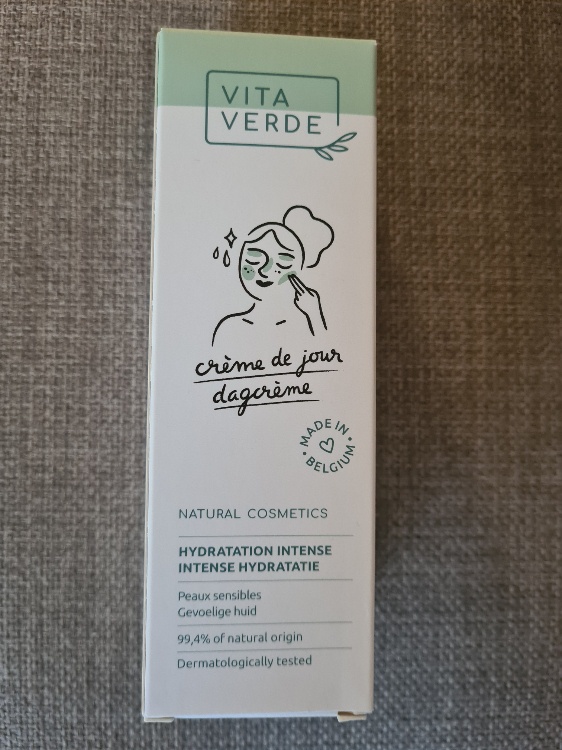 VITA
VERDE
crème de jour
dagcrème
MADE IN
BELGIUM
NATURAL COSMETICS
HYDRATATION INTENSE
INTENSE HYDRATATIE
Peaux sensibles
Gevoelige huid
99,4% of natural origin
Dermatologically tested